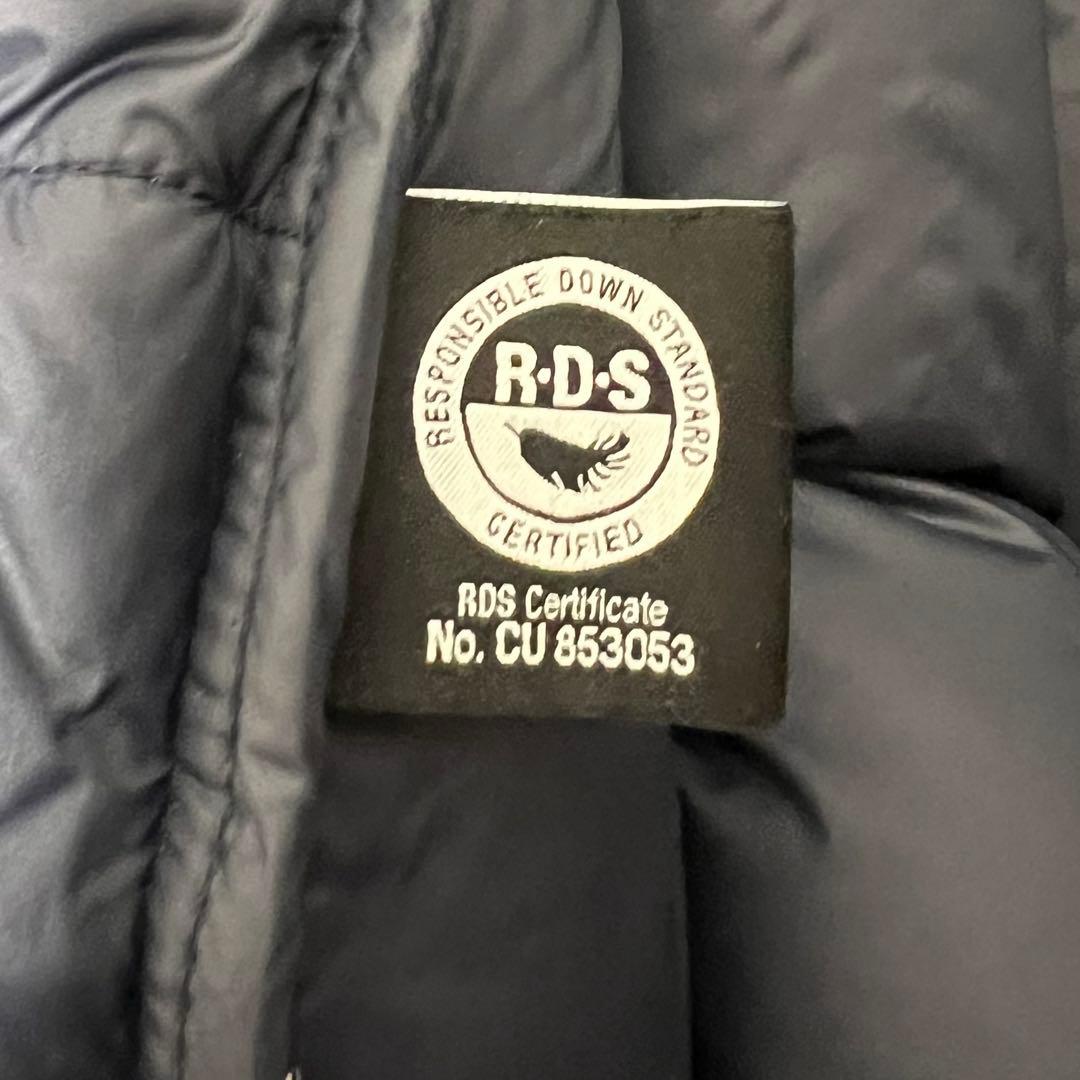 RESPONSIBLE DOWN STANDARD
R·D·S
CERTIFIED
RDS Certificate
No. CU 853053